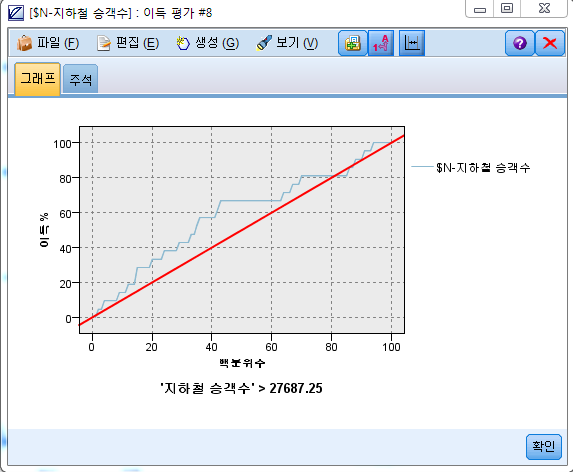 [$N-지하철 승객수] : 이득 평가 #8
파일 (F) 편집 (E) 생성 (G) 보기 (V)
그래프 주석
100
80
60
40
20
0
이득 %
0 20 40 60 80 100
백분위수
'지하철 승객수' > 27687.25
$N-지하철 승객수
확인